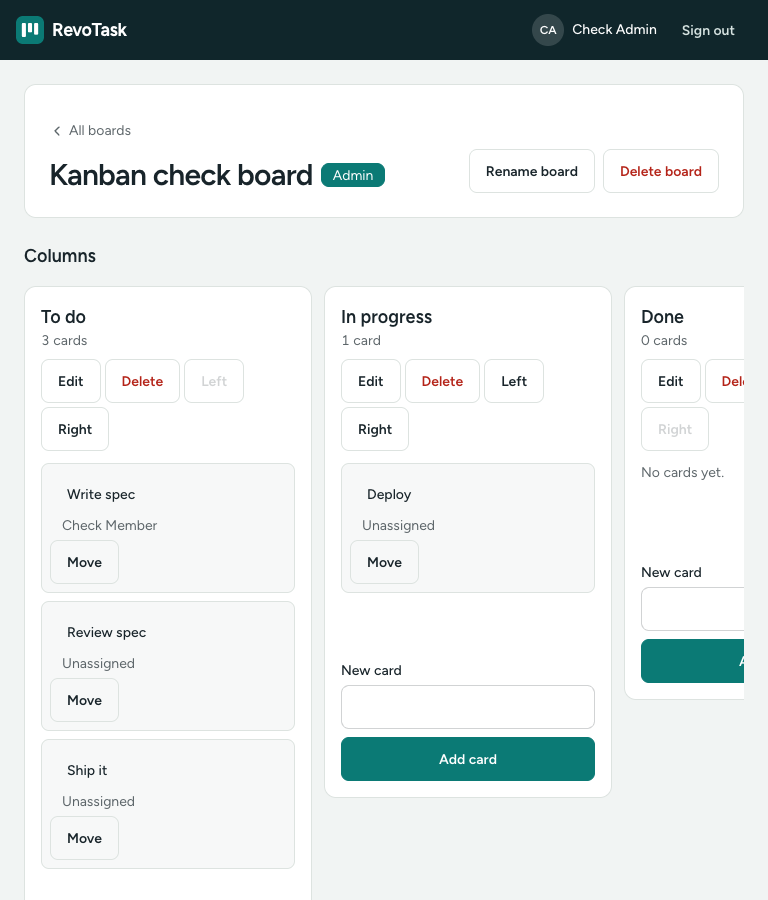 RevoTask
CA Check Admin Sign out
All boards
Kanban check board Admin Rename board Delete board
Columns
To do
3 cards
Edit Delete Left
Right
Write spec
Check Member
Move
Review spec
Unassigned
Move
Ship it
Unassigned
Move
In progress
1 card
Edit Delete Left
Right
Deploy
Unassigned
Move
New card
Add card
Done
0 cards
Edit
Right
No cards yet.
New card